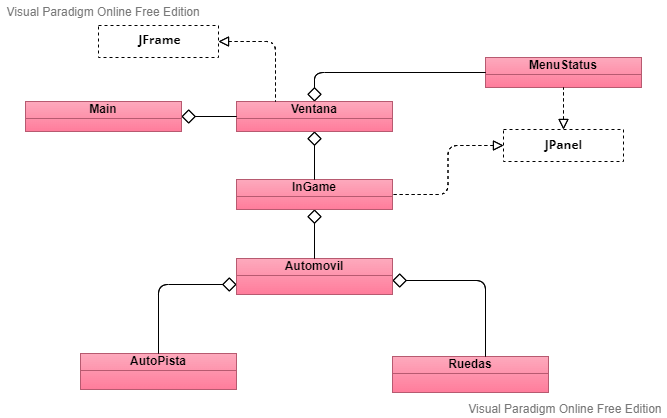 Visual Paradigm Online Free Edition
JFrame
MenuStatus
Main
Ventana
JPanel
InGame
Automovil
AutoPista
Ruedas
Visual Paradigm Online Free Edition